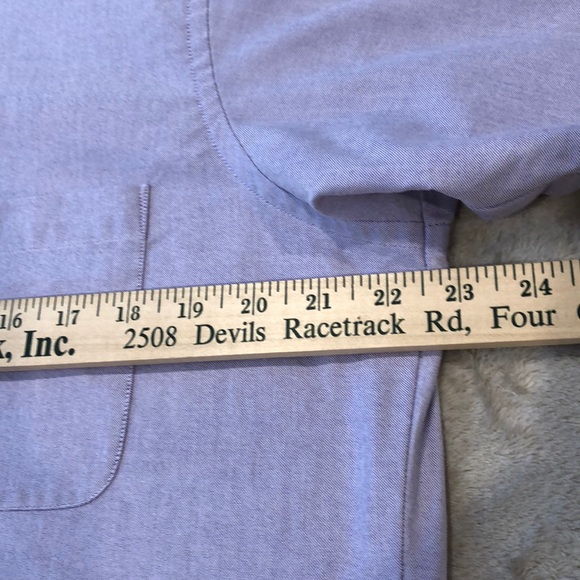 16 17 18 19 20 21 22 23 24
Inc. 2508 Devils Racetrack Rd, Four